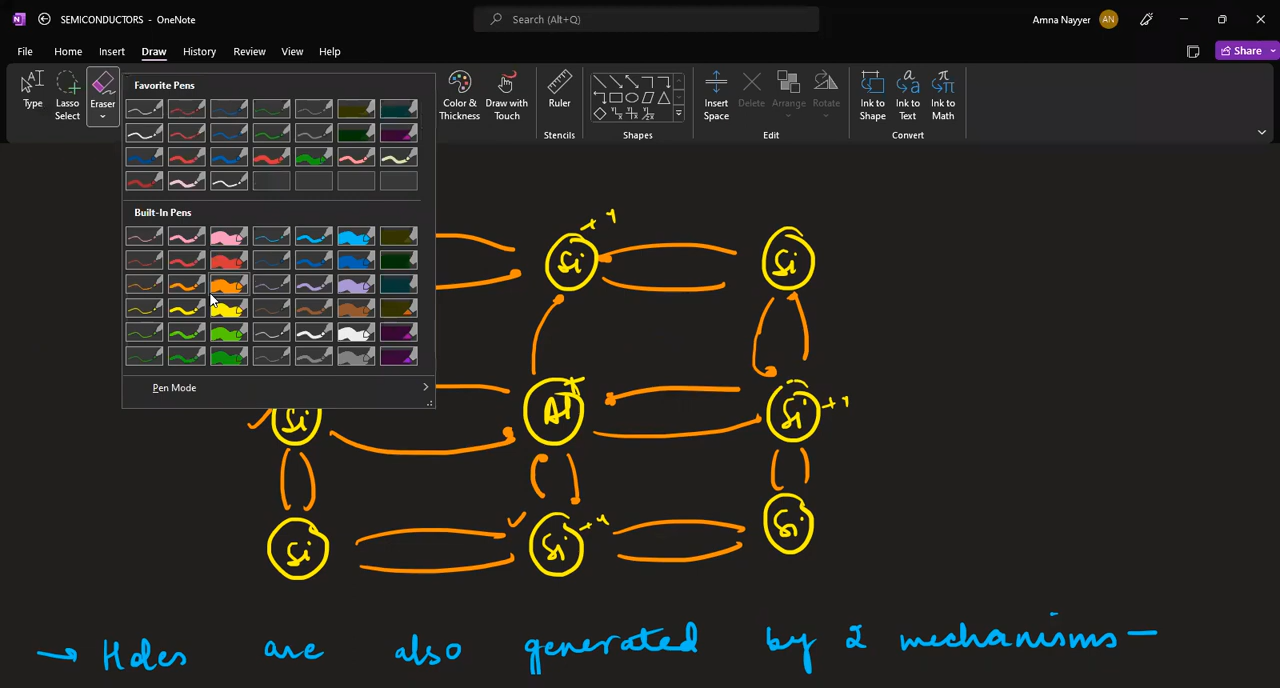 SEMICONDUCTORS - OneNote
Search (Alt+Q)
Amna Nayyer AN
File Home Insert Draw History Review View Help
Share
Type
Lasso Select
Eraser
Favorite Pens
Built-In Pens
Pen Mode
Color & Thickness
Draw with Touch
Ruler
Stencils
Shapes
Insert Space
Delete
Arrange
Rotate
Edit
Ink to Shape
Ink to Text
Ink to Math
Convert
Si +4
Si
Si
Al +
Si +4
Si
Si +4
Si
→ Holes are also generated by 2 mechanisms —